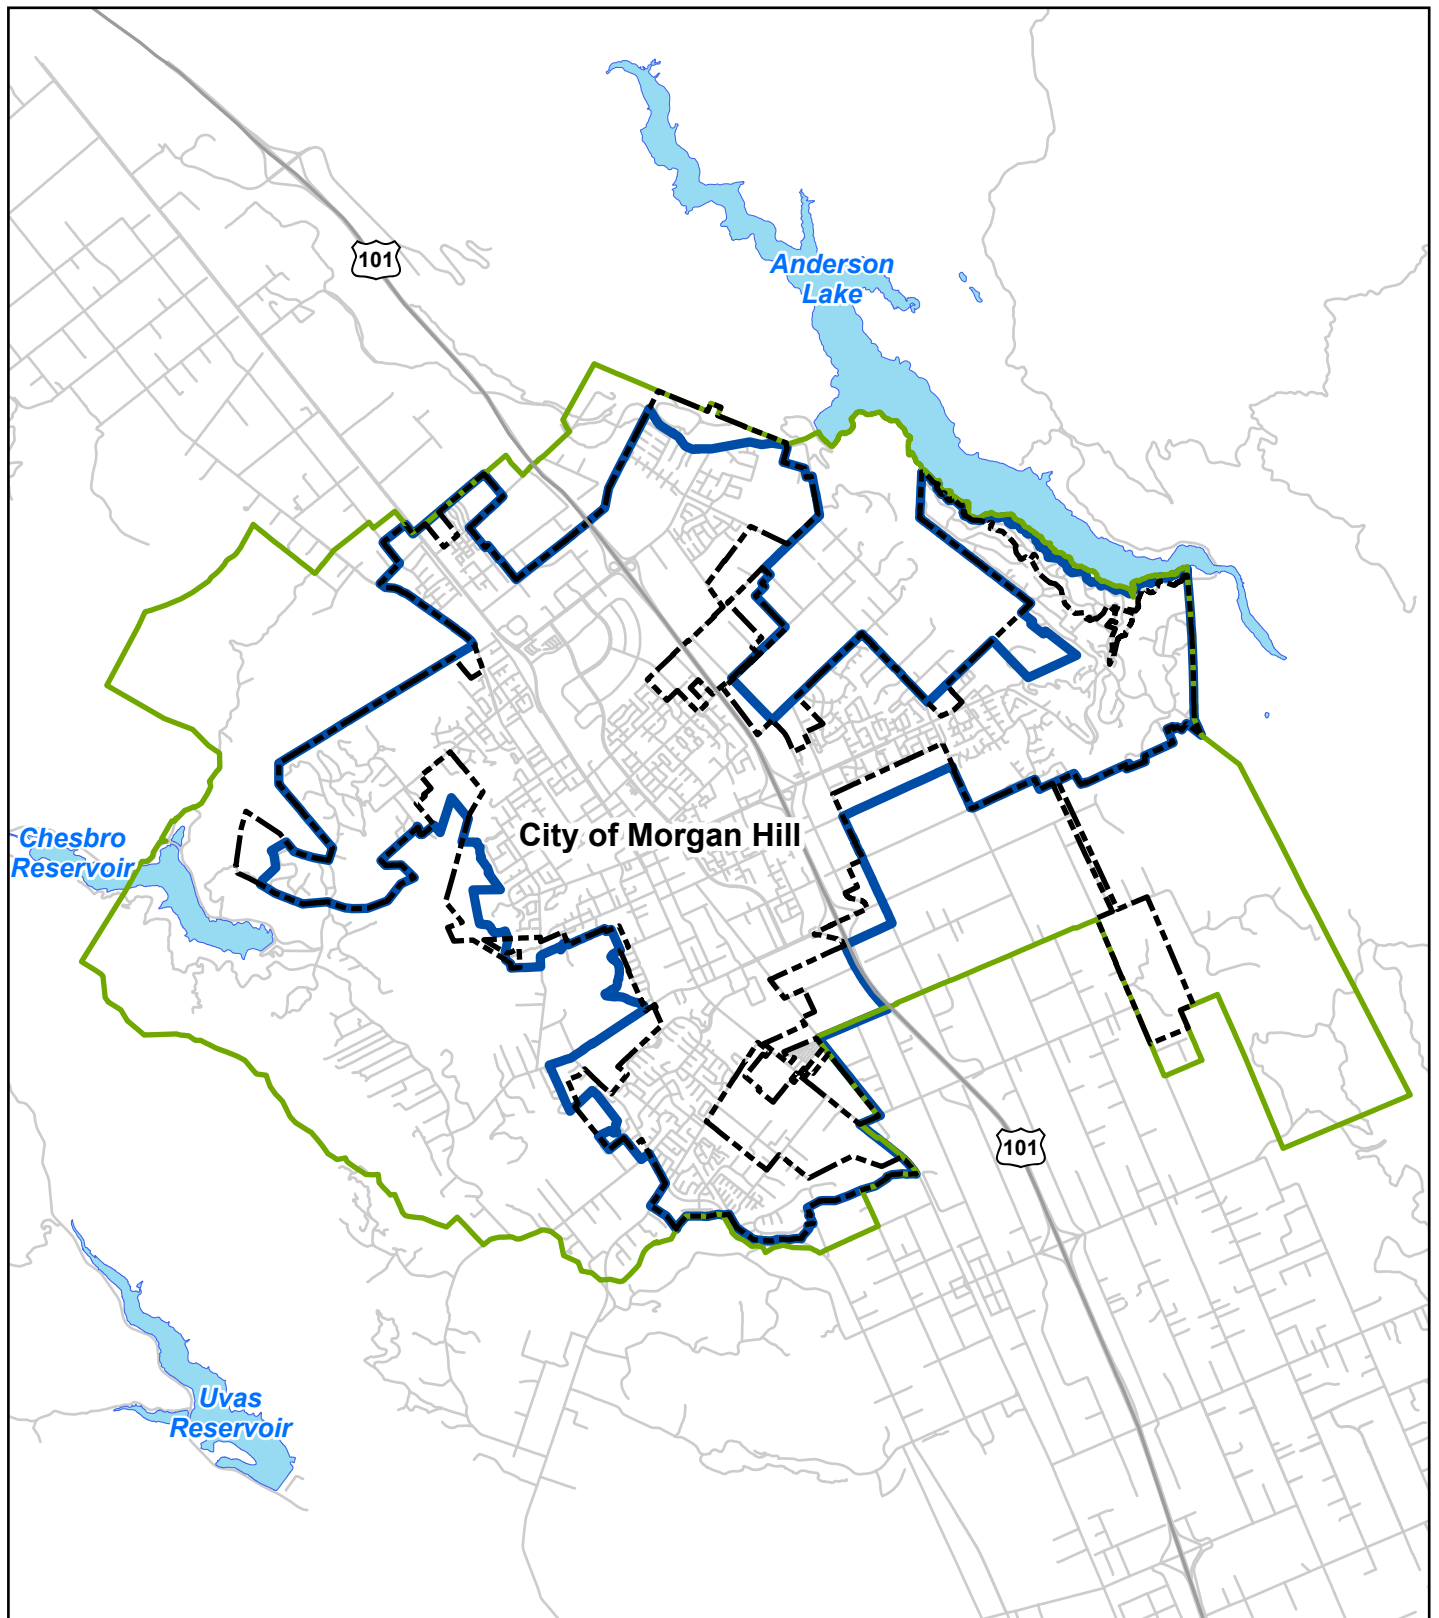 101
Anderson
Lake
Chesbro
Reservoir
City of Morgan Hill
101
Uvas
Reservoir